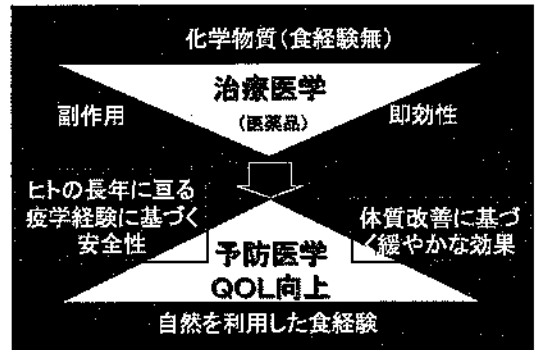 化学物質（食経験無）
治療医学
（医薬品）
副作用
即効性
ヒトの長年に亘る
疫学経験に基づく
安全性
体質改善に基づ
く緩やかな効果
予防医学
QOL向上
自然を利用した食経験